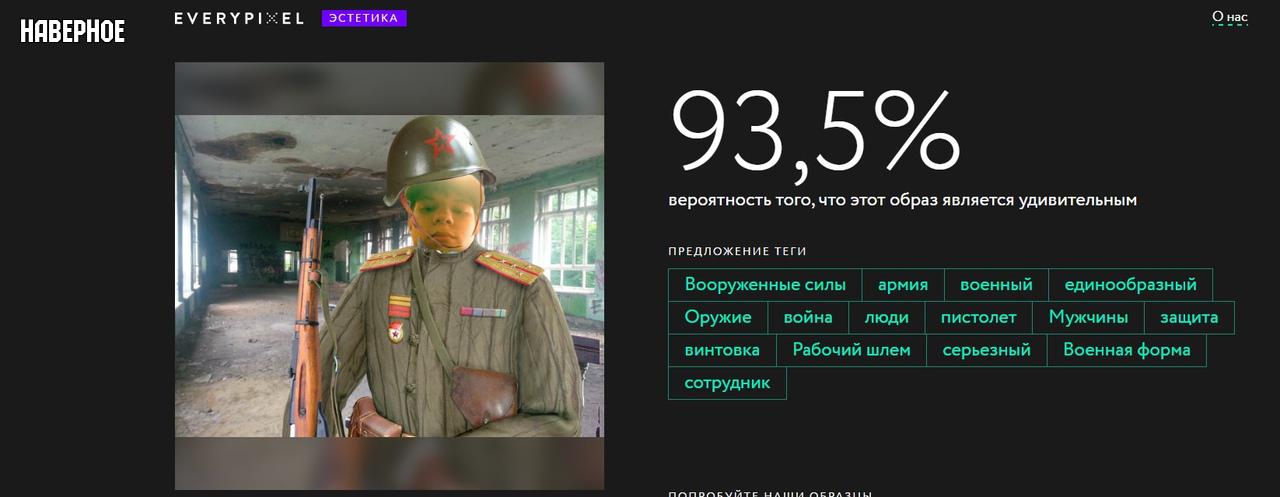 НАВЕРНОЕ
EVERYPIXEL ЭСТЕТИКА
О нас
93,5%
вероятность того, что этот образ является удивительным
ПРЕДЛОЖЕНИЕ ТЕГИ
Вооруженные силы армия военный единообразный
Оружие война люди пистолет Мужчины защита
винтовка Рабочий шлем серьезный Военная форма
сотрудник
ПОПРОБУЙТЕ НАШИ ОБРАЗЦЫ